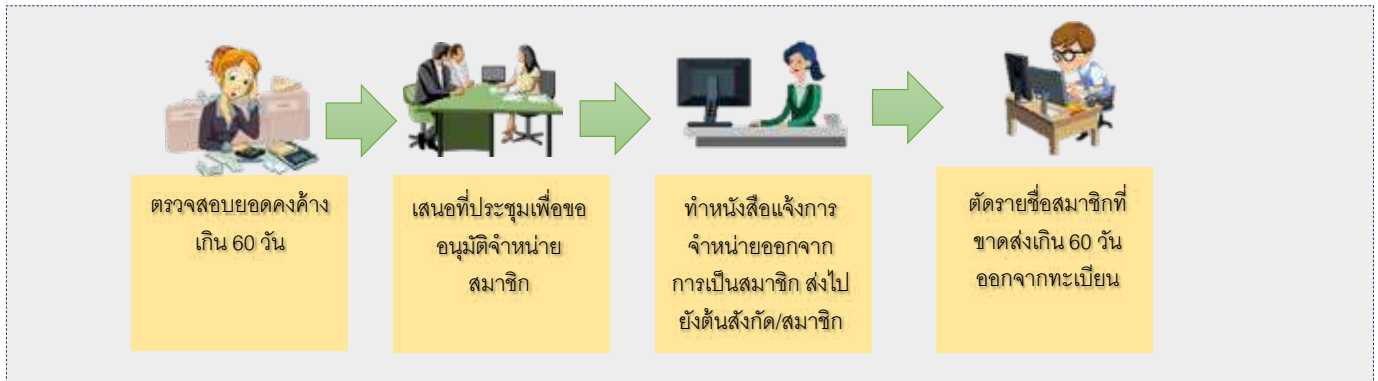 ตรวจสอบยอดคงค้าง
เกิน 60 วัน
เสนอที่ประชุมเพื่อขอ
อนุมัติจำหน่าย
สมาชิก
ทำหนังสือแจ้งการ
จำหน่ายออกจาก
การเป็นสมาชิก ส่งไป
ยังต้นสังกัด/สมาชิก
ตัดรายชื่อสมาชิกที่
ขาดส่งเกิน 60 วัน
ออกจากทะเบียน